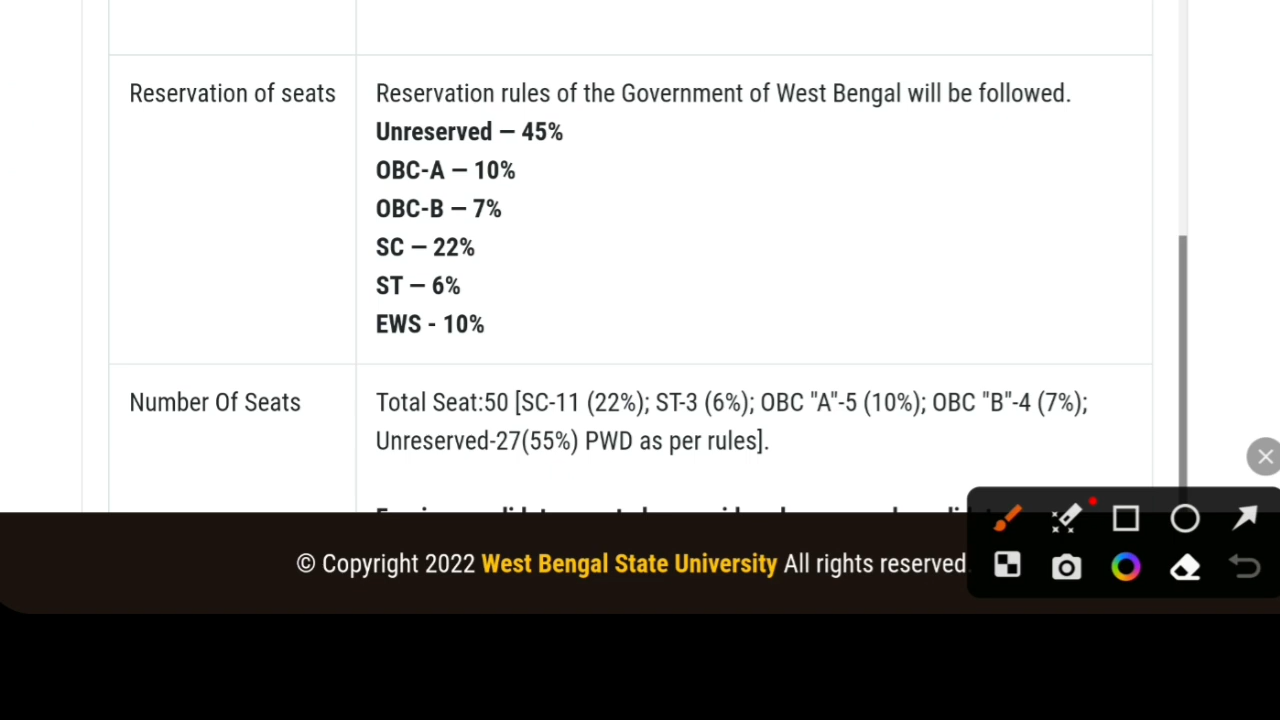 Reservation of seats
Reservation rules of the Government of West Bengal will be followed.
Unreserved — 45%
OBC-A — 10%
OBC-B — 7%
SC — 22%
ST — 6%
EWS - 10%
Number Of Seats
Total Seat:50 [SC-11 (22%); ST-3 (6%); OBC "A"-5 (10%); OBC "B"-4 (7%);
Unreserved-27(55%) PWD as per rules].
© Copyright 2022 West Bengal State University All rights reserved.